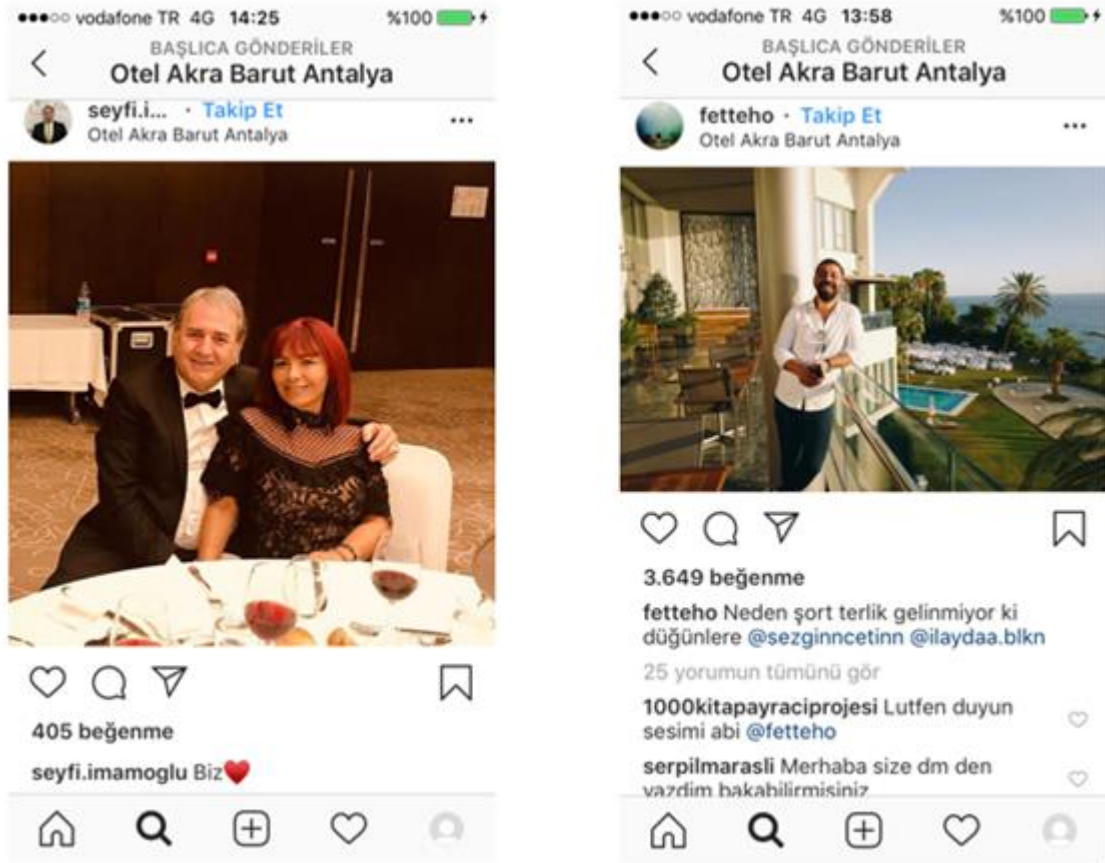 vodafone TR 4G 14:25 %100
BAŞLICA GÖNDERİLER
Otel Akra Barut Antalya
seyfi.i... · Takip Et
Otel Akra Barut Antalya
405 beğenme
seyfi.imamoglu Biz❤️
vodafone TR 4G 13:58 %100
BAŞLICA GÖNDERİLER
Otel Akra Barut Antalya
fetteho · Takip Et
Otel Akra Barut Antalya
3.649 beğenme
fetteho Neden şort terlik gelinmiyor ki
düğünlere @sezginncetinn @ilaydaa.blkn
25 yorumun tümünü gör
1000kitapayraciprojesi Lutfen duyun
sesimi abi @fetteho
serpilmarasli Merhaba size dm den
yazdim bakabilirmisiniz